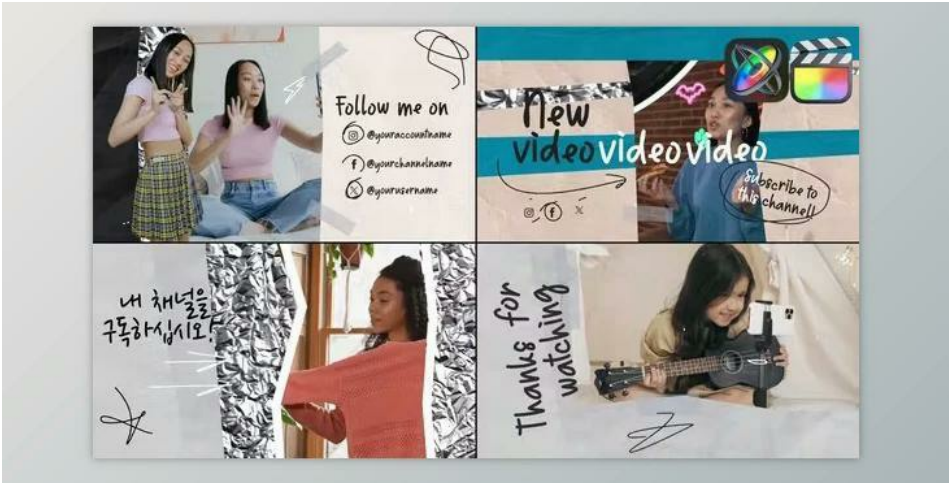 Follow me on
@youraccountname
@yourchannelname
@yourusername
New
video video video
Subscribe to
this channel!
내 채널을
구독하십시오!
Thanks for
watching